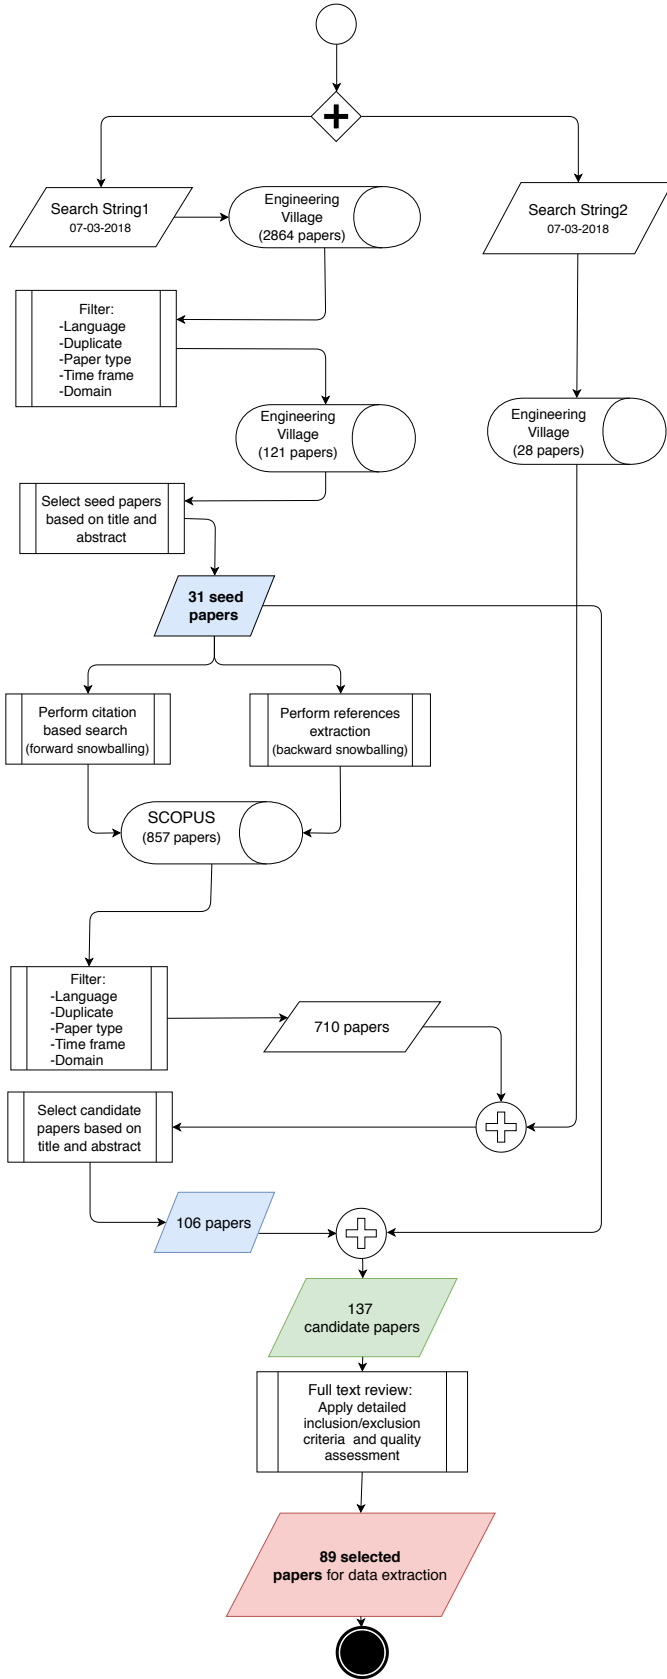 Search String1
07-03-2018
Engineering
Village
(2864 papers)
Search String2
07-03-2018
Filter:
-Language
-Duplicate
-Paper type
-Time frame
-Domain
Engineering
Village
(121 papers)
Engineering
Village
(28 papers)
Select seed papers
based on title and
abstract
31 seed
papers
Perform citation
based search
(forward snowballing)
Perform references
extraction
(backward snowballing)
SCOPUS
(857 papers)
Filter:
-Language
-Duplicate
-Paper type
-Time frame
-Domain
710 papers
Select candidate
papers based on
title and abstract
106 papers
137
candidate papers
Full text review:
Apply detailed
inclusion/exclusion
criteria and quality
assessment
89 selected
papers for data extraction